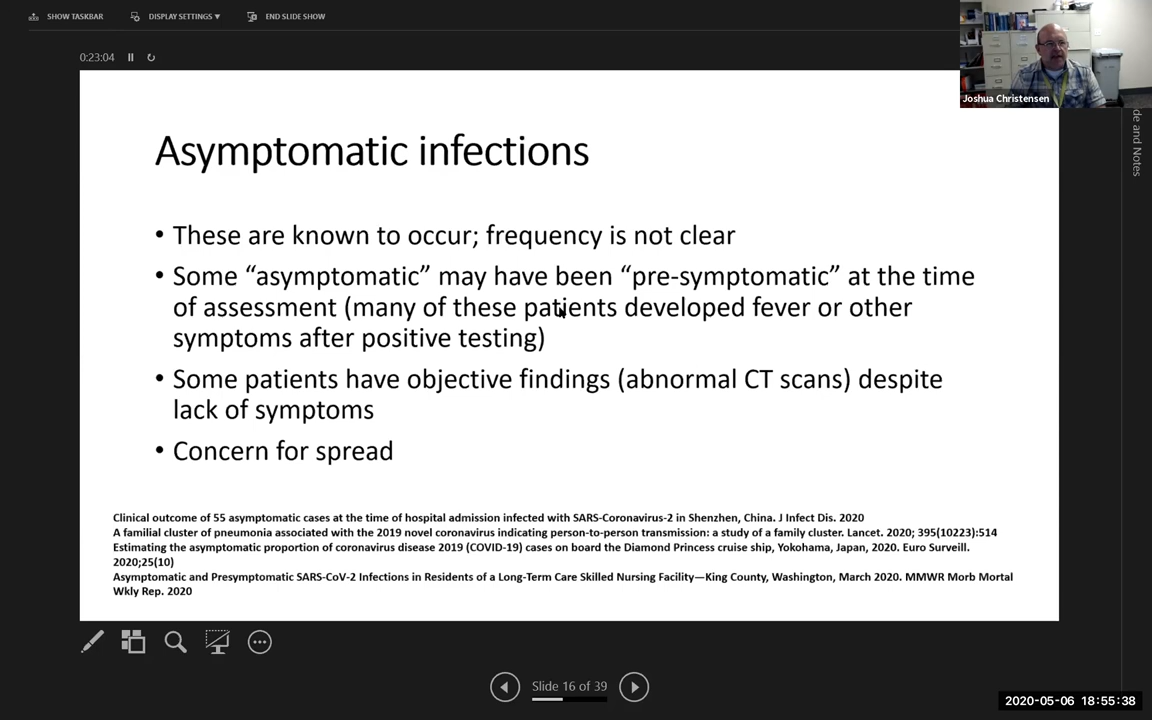 SHOW TASKBAR
DISPLAY SETTINGS ▼
END SLIDE SHOW
0:23:04
Joshua Christensen
de and Notes
Asymptomatic infections
• These are known to occur; frequency is not clear
• Some “asymptomatic” may have been “pre-symptomatic” at the time
of assessment (many of these patients developed fever or other
symptoms after positive testing)
• Some patients have objective findings (abnormal CT scans) despite
lack of symptoms
• Concern for spread
Clinical outcome of 55 asymptomatic cases at the time of hospital admission infected with SARS-Coronavirus-2 in Shenzhen, China. J Infect Dis. 2020
A familial cluster of pneumonia associated with the 2019 novel coronavirus indicating person-to-person transmission: a study of a family cluster. Lancet. 2020; 395(10223):514
Estimating the asymptomatic proportion of coronavirus disease 2019 (COVID-19) cases on board the Diamond Princess cruise ship, Yokohama, Japan, 2020. Euro Surveill.
2020;25(10)
Asymptomatic and Presymptomatic SARS-CoV-2 Infections in Residents of a Long-Term Care Skilled Nursing Facility—King County, Washington, March 2020. MMWR Morb Mortal
Wkly Rep. 2020
Slide 16 of 39
2020-05-06 18:55:38